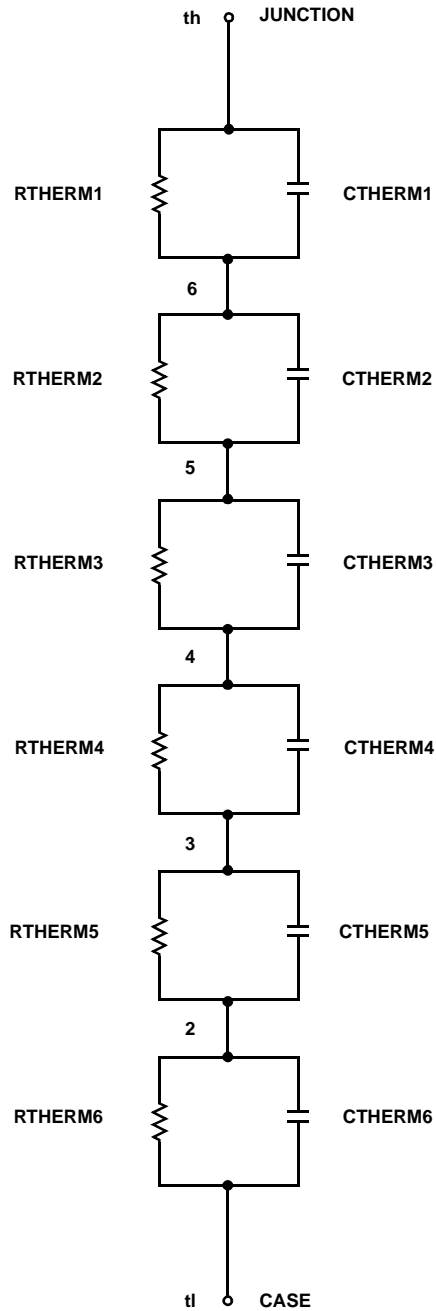 th JUNCTION
RTHERM1 CTHERM1
6
RTHERM2 CTHERM2
5
RTHERM3 CTHERM3
4
RTHERM4 CTHERM4
3
RTHERM5 CTHERM5
2
RTHERM6 CTHERM6
tl CASE